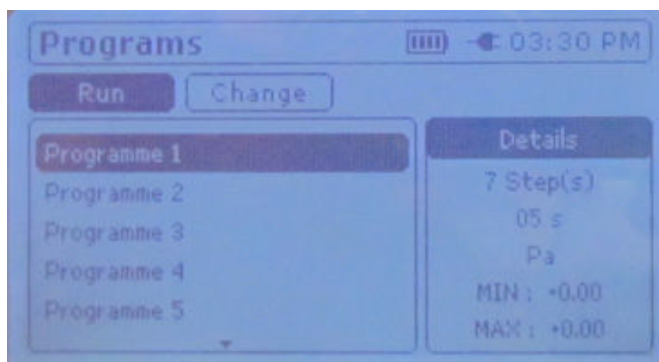 Programs 03:30 PM
Run Change
Programme 1
Programme 2
Programme 3
Programme 4
Programme 5
Details
7 Step(s)
05 s
Pa
MIN : +0.00
MAX : +0.00